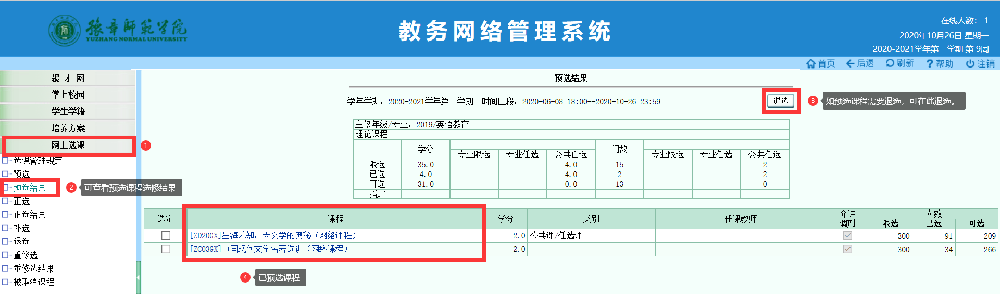 豫章師範学院
YUZHANG NORMAL UNIVERSITY
教务网络管理系统
在线人数： 1
2020年10月26日 星期一
2020-2021学年第一学期 第 9周
首页 后退 刷新 帮助 注销
聚 才 网
掌上校园
学生学籍
培养方案
网上选课
1
选课管理规定
预选
预选结果
2 可查看预选课程选修结果
正选
正选结果
补选
退选
重修选
重修选结果
被取消课程
预选结果
学年学期：2020-2021学年第一学期 时间区段：2020-06-08 18:00--2020-10-26 23:59
退选
3 如预选课程需要退选，可在此退选。
主修年级/专业：2019/英语教育
理论课程
学分 门数
专业限选 专业任选 公共任选 专业限选 专业任选 公共任选
限选 35.0 4.0 15 2
已选 4.0 4.0 2 2
可选 31.0 0.0 13 0
指定
选定 课程 学分 类别 任课教师 允许调剂 人数
限选 已选 可选
[ZD20GX]星海求知：天文学的奥秘（网络课程） 2.0 公共课/任选课 300 91 209
[ZC03GX]中国现代文学名著选讲（网络课程） 2.0 300 34 266
4 已预选课程